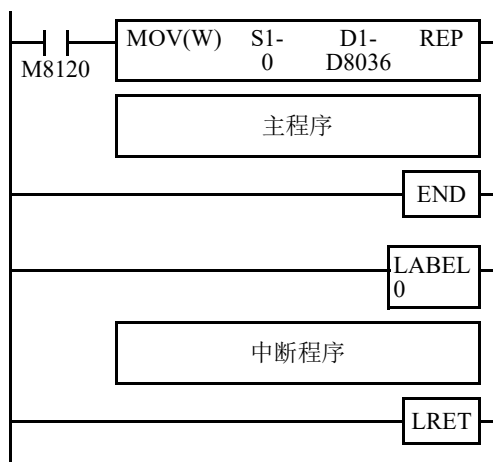 MOV(W) S1- D1- REP
M8120 0 D8036
主程序
END
LABEL
0
中断程序
LRET